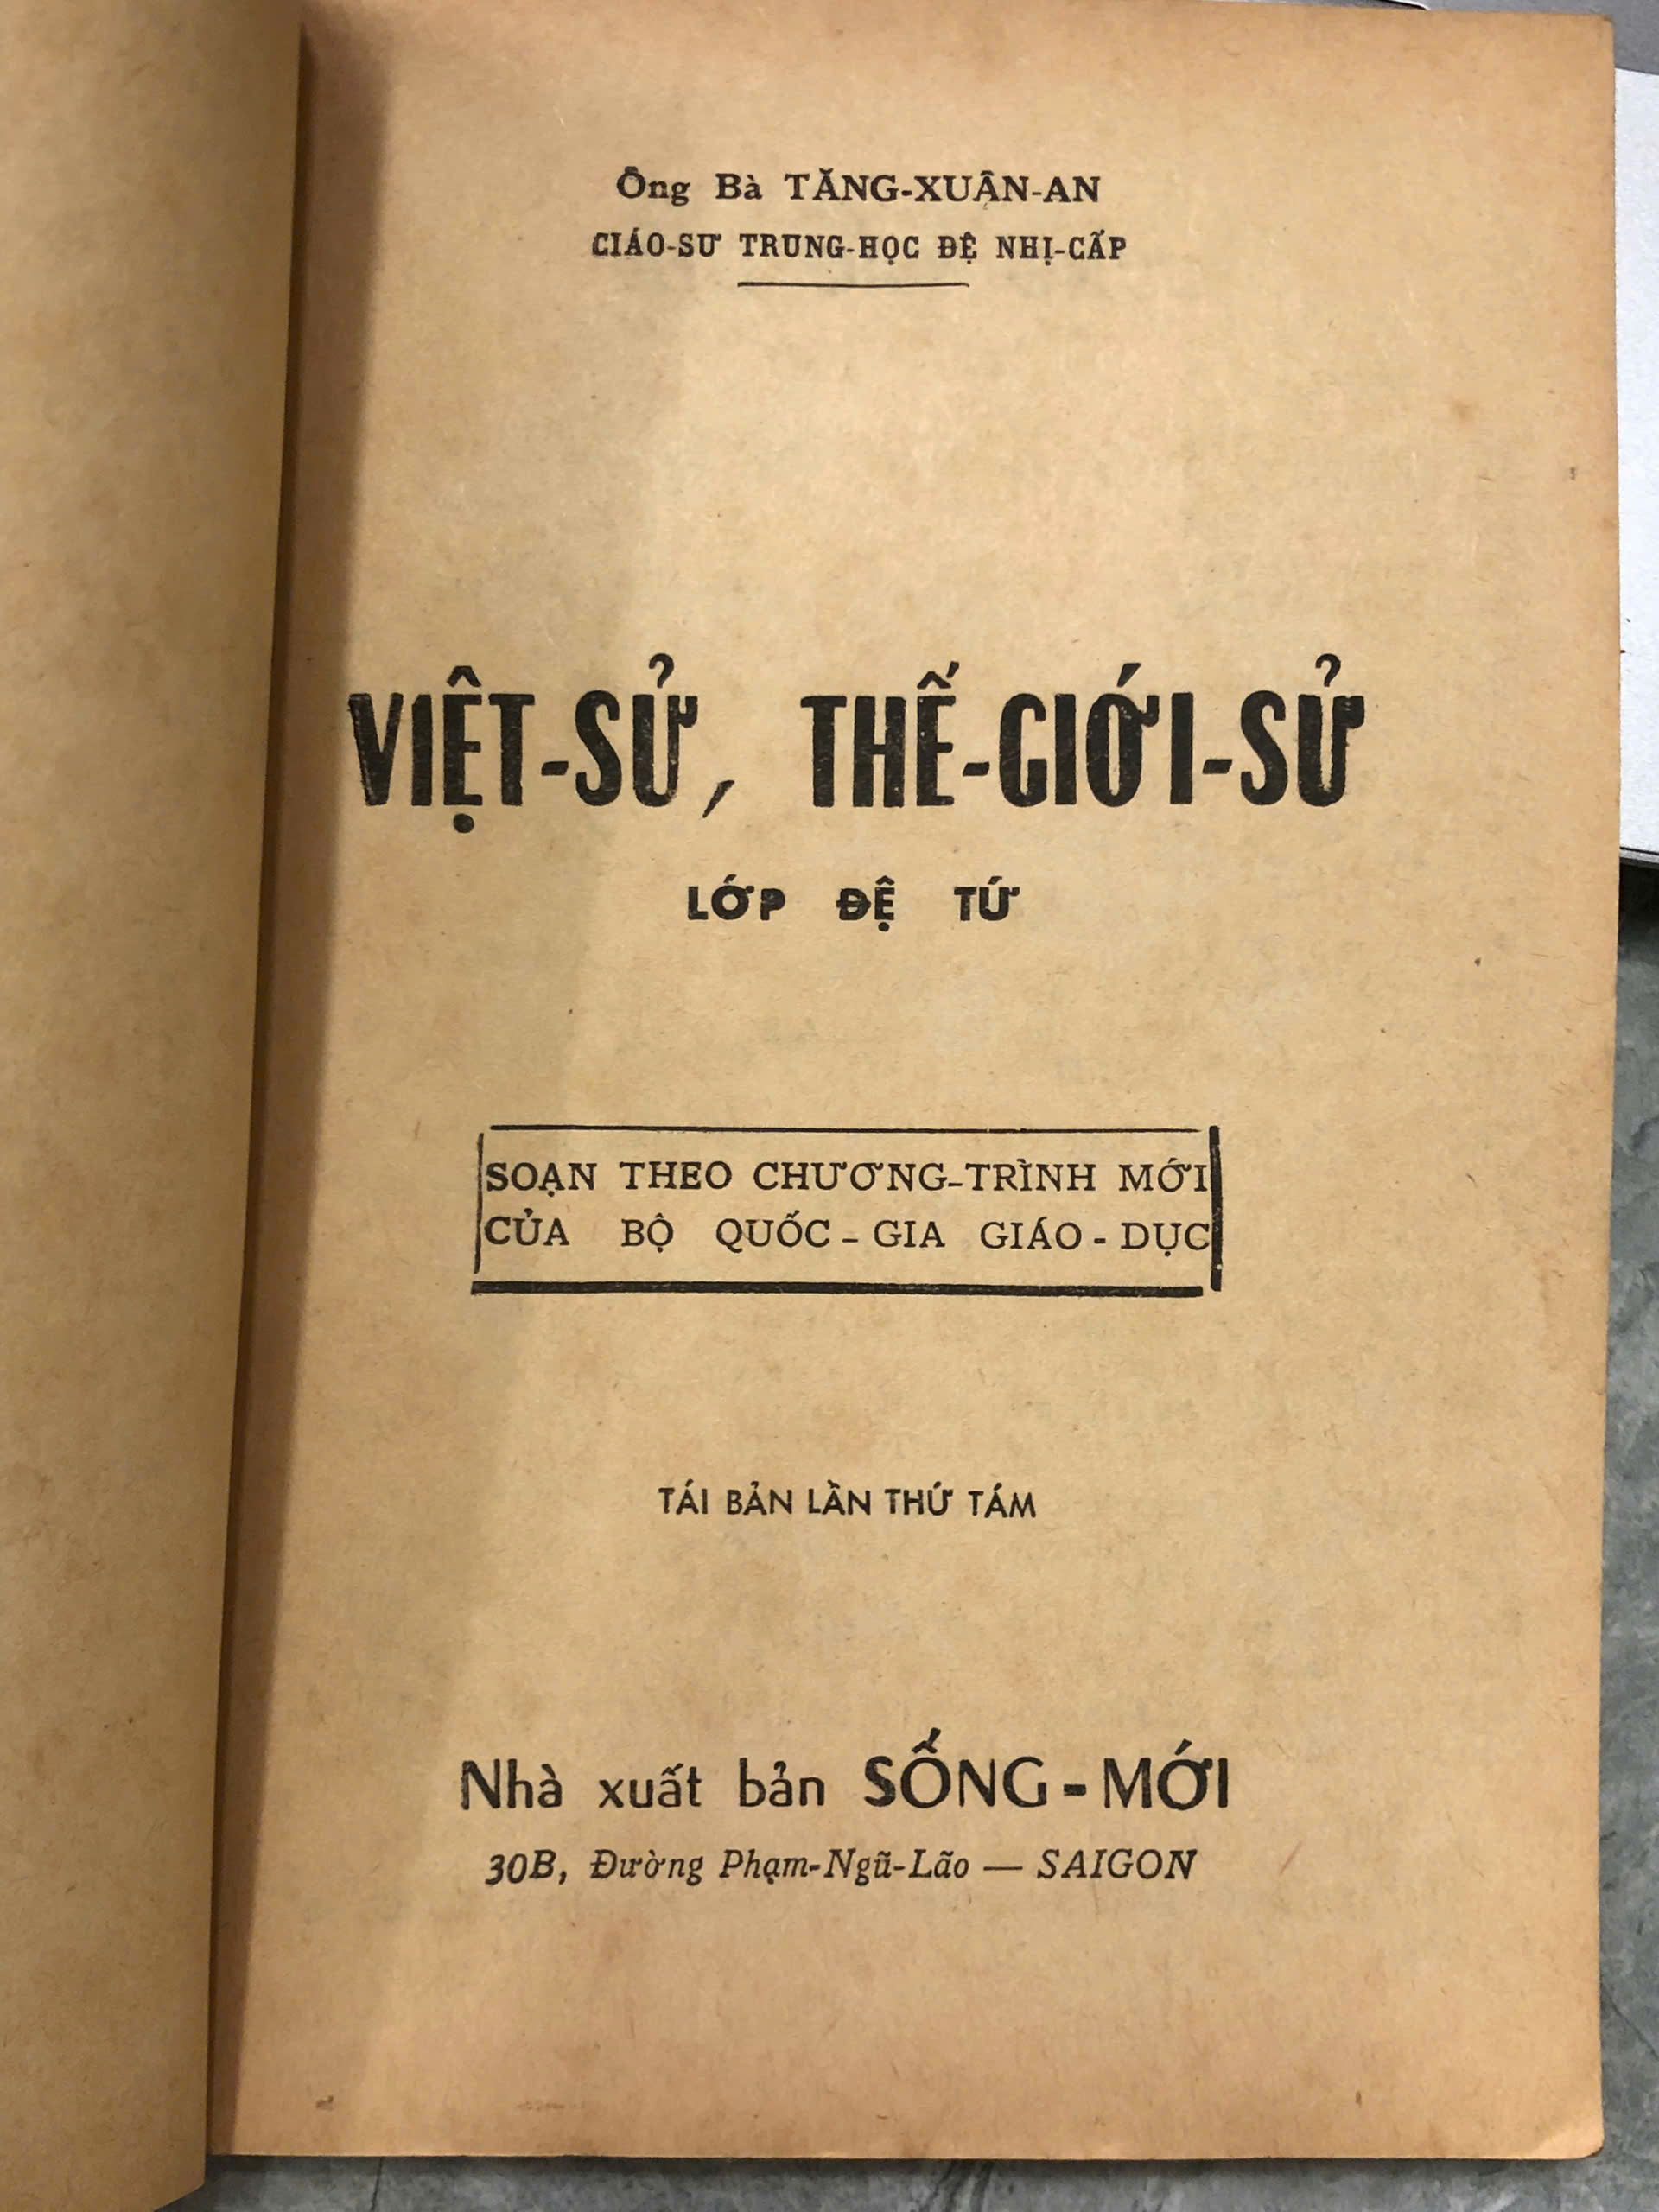 Ông Bà TĂNG-XUÂN-AN
GIÁO-SƯ TRUNG-HỌC ĐỆ NHỊ-CẤP
VIỆT-SỬ, THẾ-GIỚI-SỬ
LỚP ĐỆ TỨ
SOẠN THEO CHƯƠNG-TRÌNH MỚI
CỦA BỘ QUỐC-GIA GIÁO-DỤC
TÁI BẢN LẦN THỨ TÁM
Nhà xuất bản SỐNG-MỚI
30B, Đường Phạm-Ngũ-Lão — SAIGON